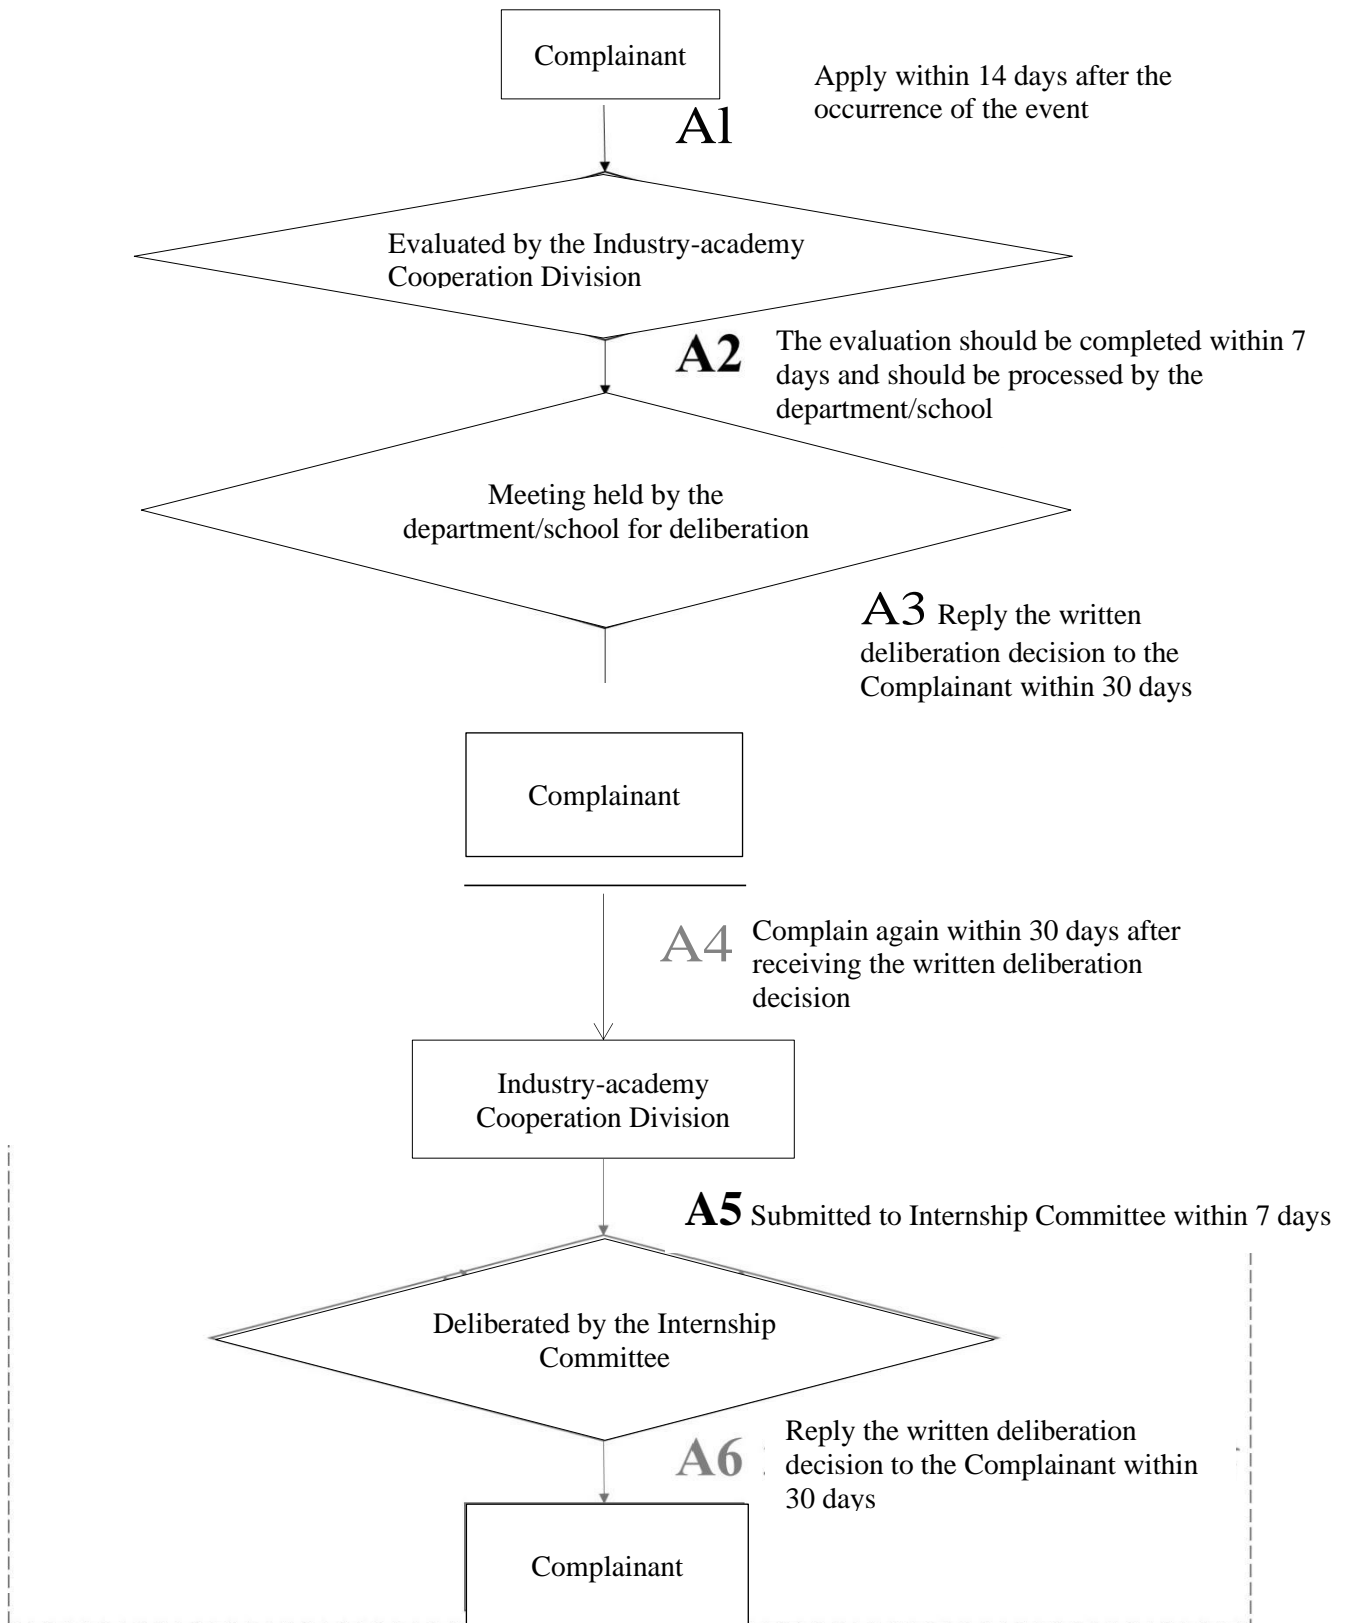 Complainant
Apply within 14 days after the
occurrence of the event
A1
Evaluated by the Industry-academy
Cooperation Division
A2
The evaluation should be completed within 7
days and should be processed by the
department/school
Meeting held by the
department/school for deliberation
A3 Reply the written
deliberation decision to the
Complainant within 30 days
Complainant
A4
Complain again within 30 days after
receiving the written deliberation
decision
Industry-academy
Cooperation Division
A5 Submitted to Internship Committee within 7 days
Deliberated by the Internship
Committee
A6
Reply the written deliberation
decision to the Complainant within
30 days
Complainant